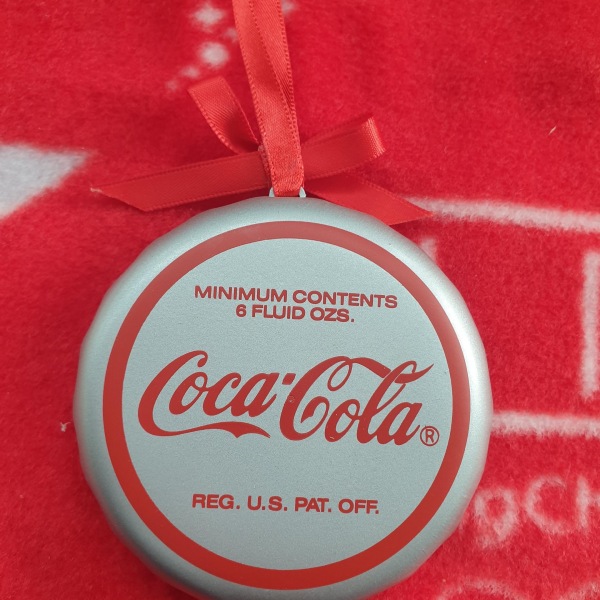 MINIMUM CONTENTS
6 FLUID OZS.
Coca-Cola®
REG. U.S. PAT. OFF.